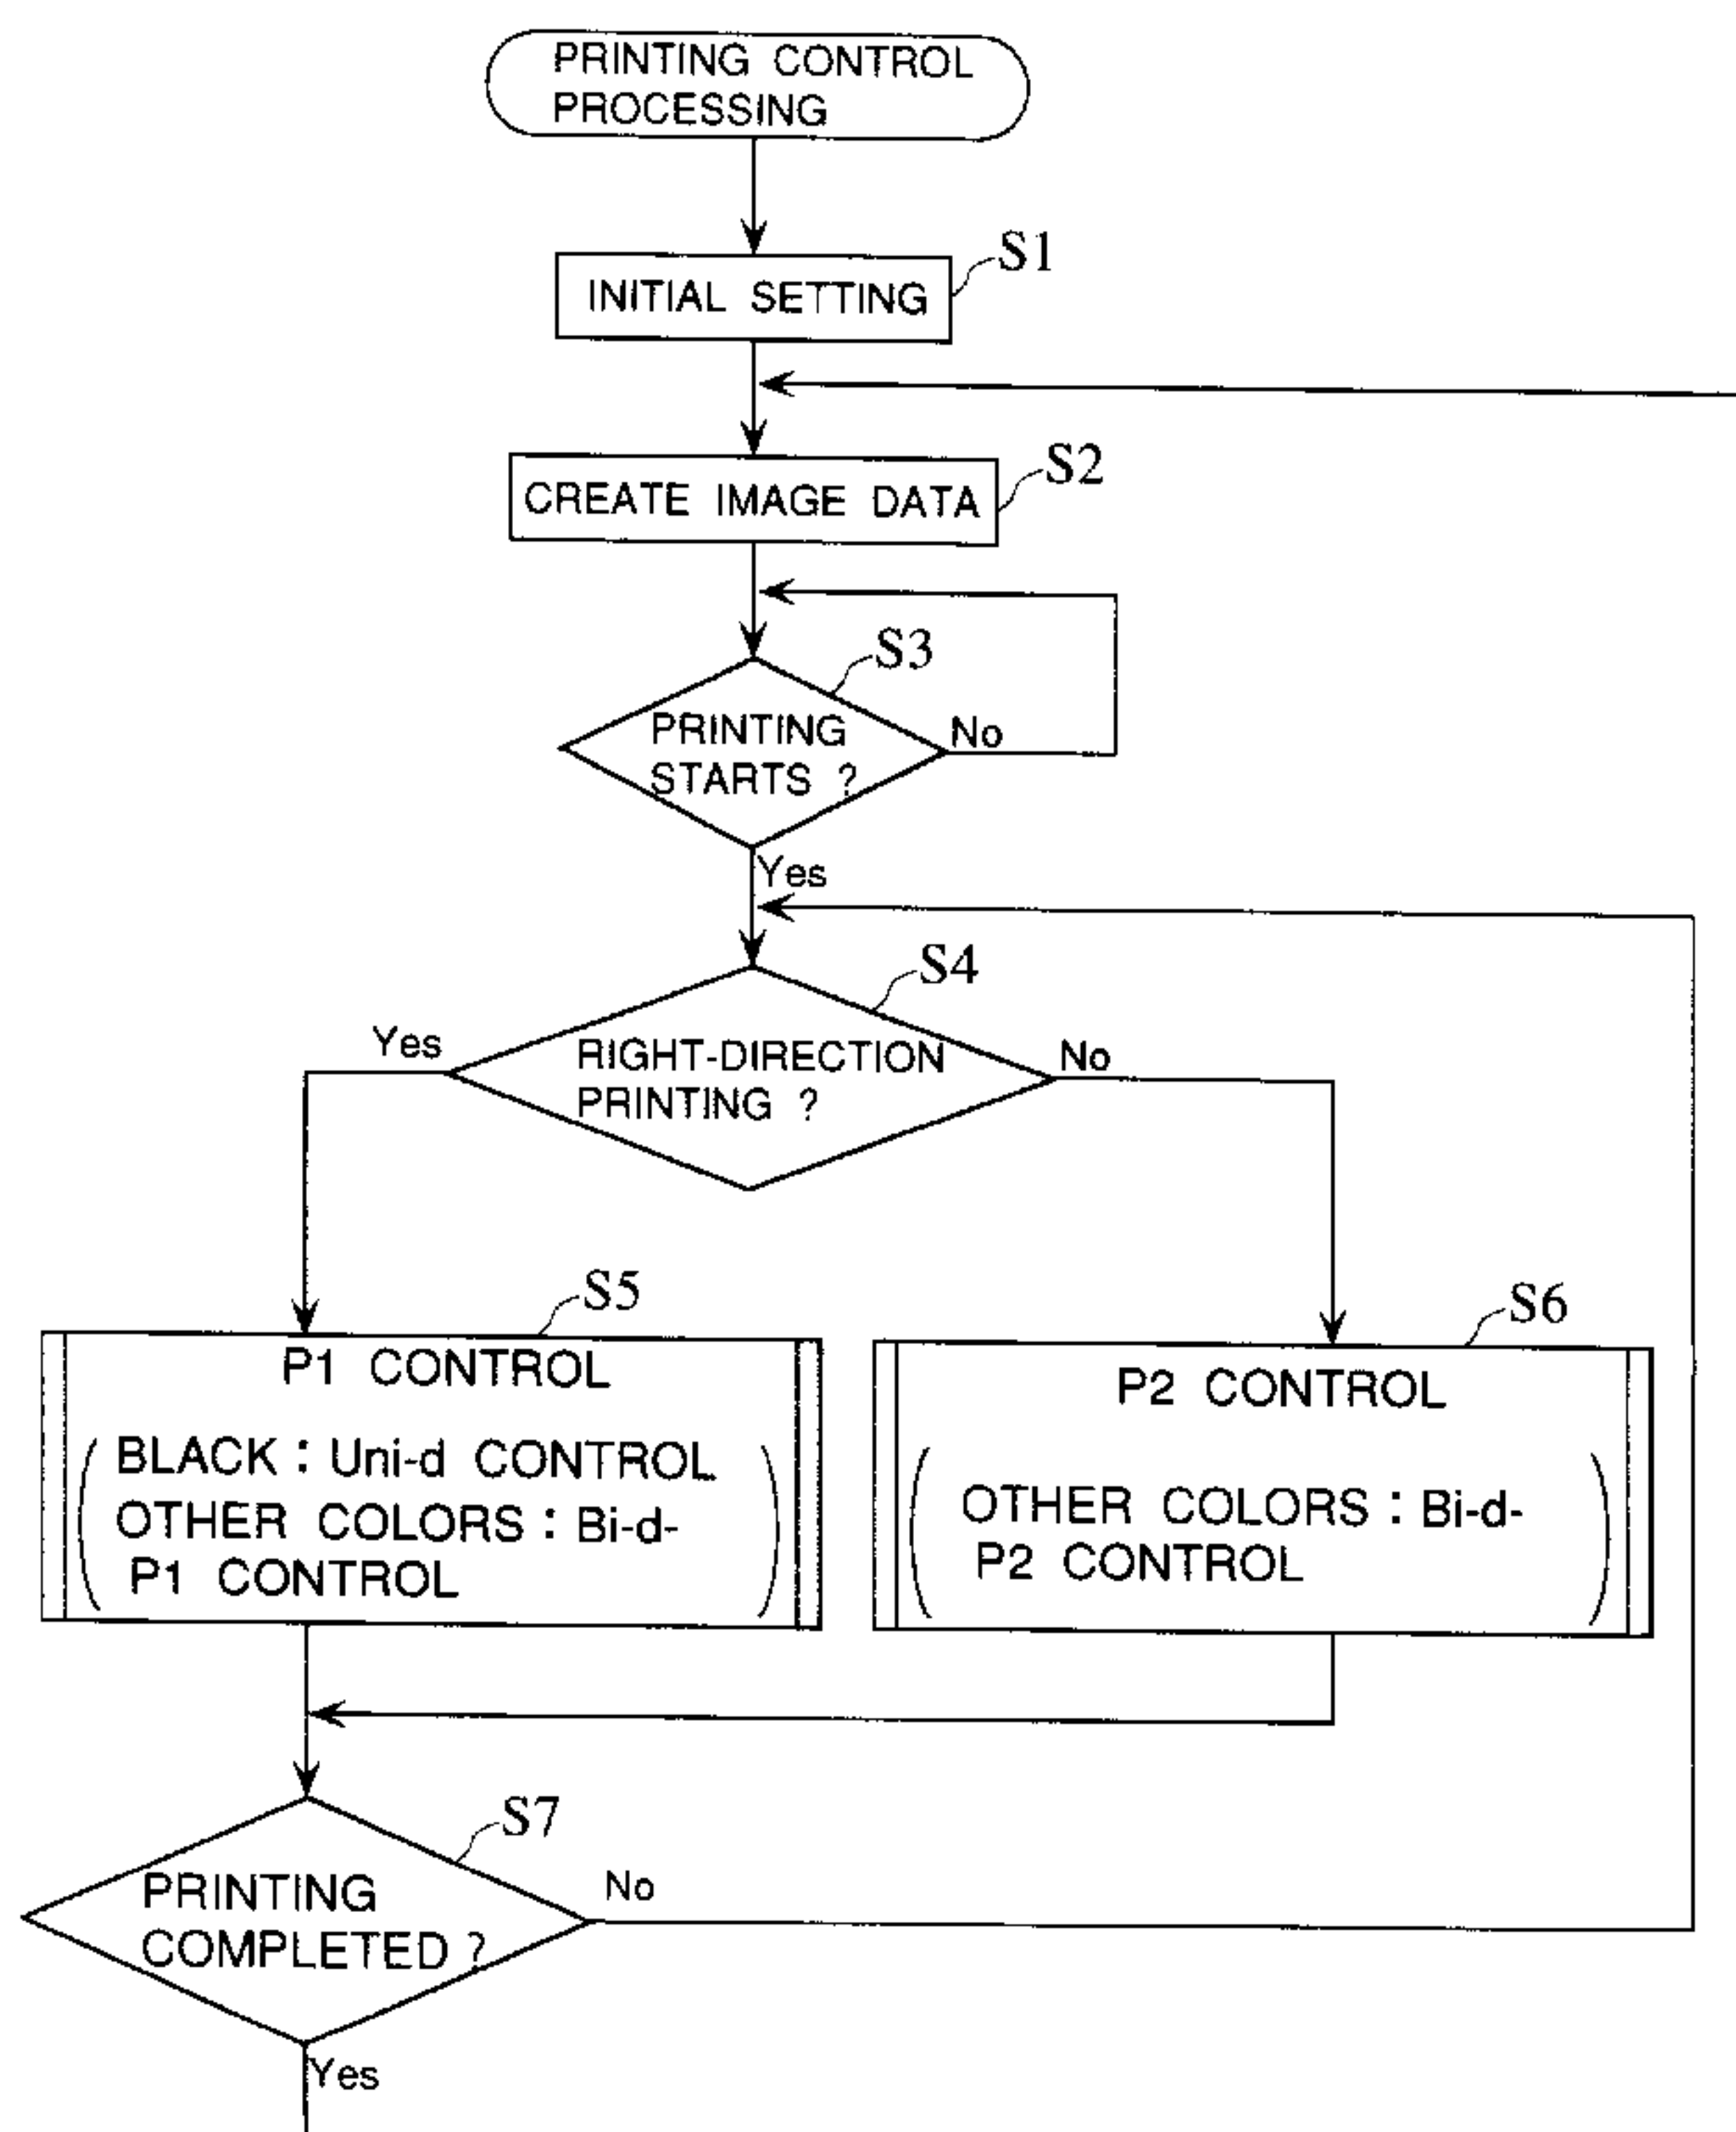 PRINTING CONTROL
PROCESSING
S1
INITIAL SETTING
S2
CREATE IMAGE DATA
S3
PRINTING
STARTS ?
No
Yes
S4
Yes
RIGHT-DIRECTION
PRINTING ?
No
S5
P1 CONTROL
BLACK : Uni-d CONTROL
OTHER COLORS : Bi-d-
P1 CONTROL
S6
P2 CONTROL
OTHER COLORS : Bi-d-
P2 CONTROL
S7
PRINTING
COMPLETED ?
No
Yes